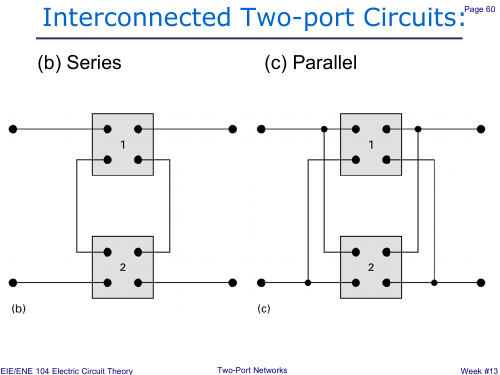 Interconnected Two-port Circuits:
Page 60
(b) Series
(c) Parallel
1
1
2
2
(b)
(c)
EIE/ENE 104 Electric Circuit Theory
Two-Port Networks
Week #13